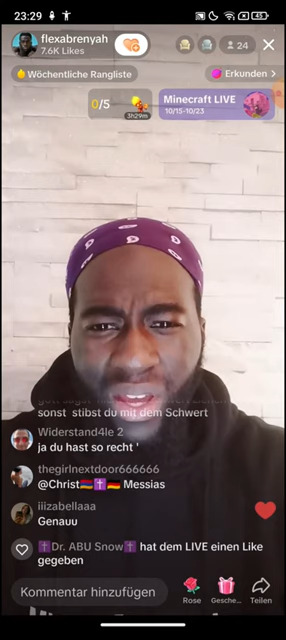 23:29
45
flexabrenyah
7.6K Likes
24
Wöchentliche Rangliste
Erkunden >
0/5
3h29m
Minecraft LIVE
10/15-10/23
sonst stibst du mit dem Schwert
Widerstand4le 2
ja du hast so recht '
thegirlnextdoor666666
@Christ🇦🇲✝️🇩🇪 Messias
iiizabellaaa
Genauu
✝️Dr. ABU Snow✝️ hat dem LIVE einen Like
gegeben
Kommentar hinzufügen
Rose
Gesche...
Teilen